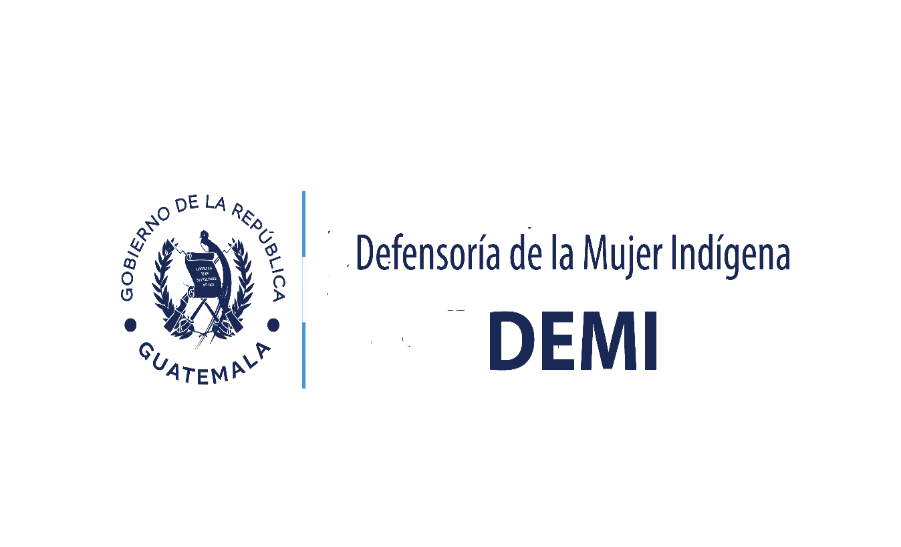 GOBIERNO DE LA REPÚBLICA
GUATEMALA
Defensoría de la Mujer Indígena
DEMI